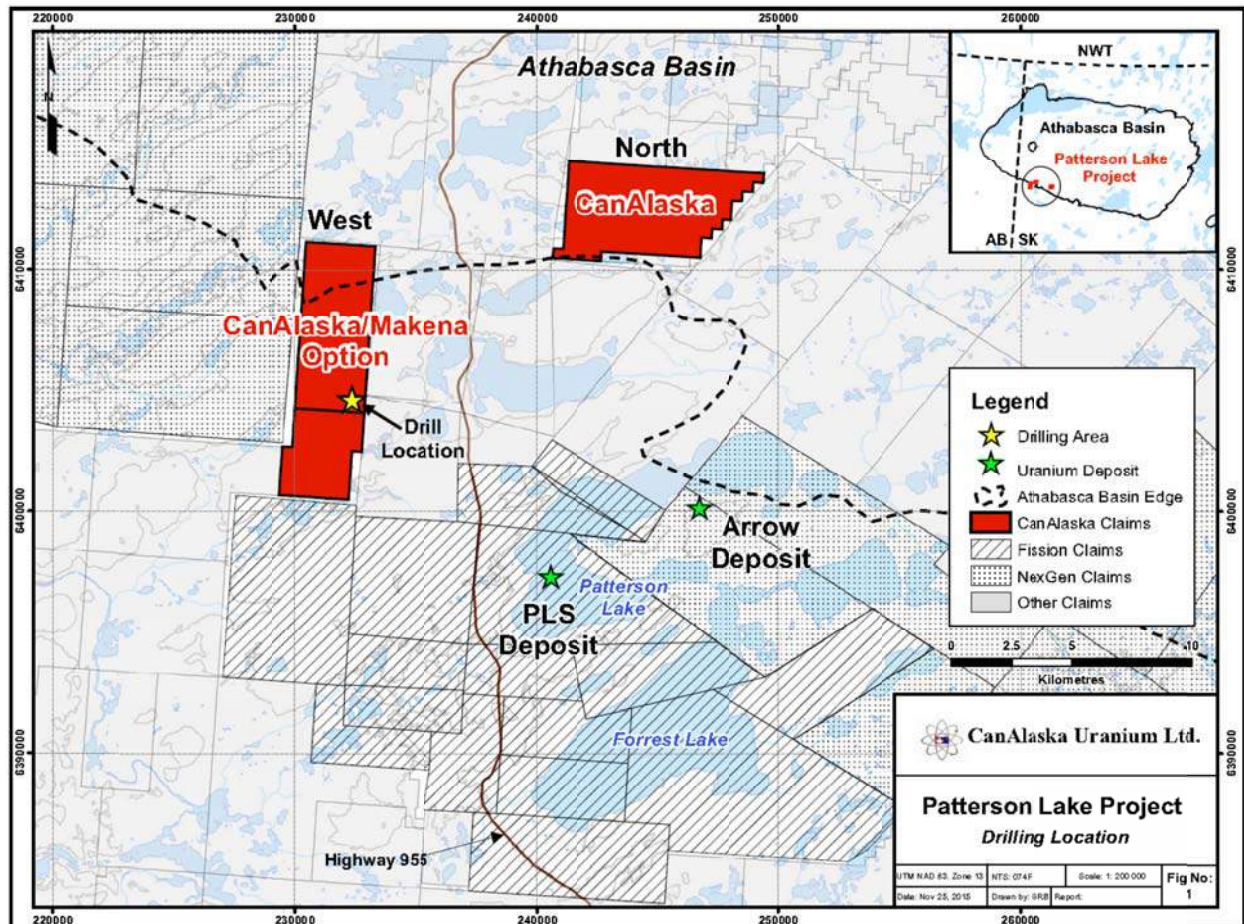 220000
230000
240000
250000
260000
Athabasca Basin
N
NWT
Athabasca Basin
Patterson Lake
Project
AB
SK
North
CanAlaska
West
6410000
6410000
CanAlaska/Makena
Option
Drill
Location
Legend
Drilling Area
Uranium Deposit
Athabasca Basin Edge
CanAlaska Claims
Fission Claims
NexGen Claims
Other Claims
0 2.5 5 10
Kilometres
6400000
6400000
Arrow
Deposit
Patterson
Lake
PLS
Deposit
Forrest Lake
6390000
6390000
Highway 955
CanAlaska Uranium Ltd.
Patterson Lake Project
Drilling Location
UTM NAD 83, Zone 13
NTS: 074F
Scale: 1: 200 000
Fig No:
1
Date: Nov 25, 2015
Drawn by: GRB
Report:
220000
230000
240000
250000
260000